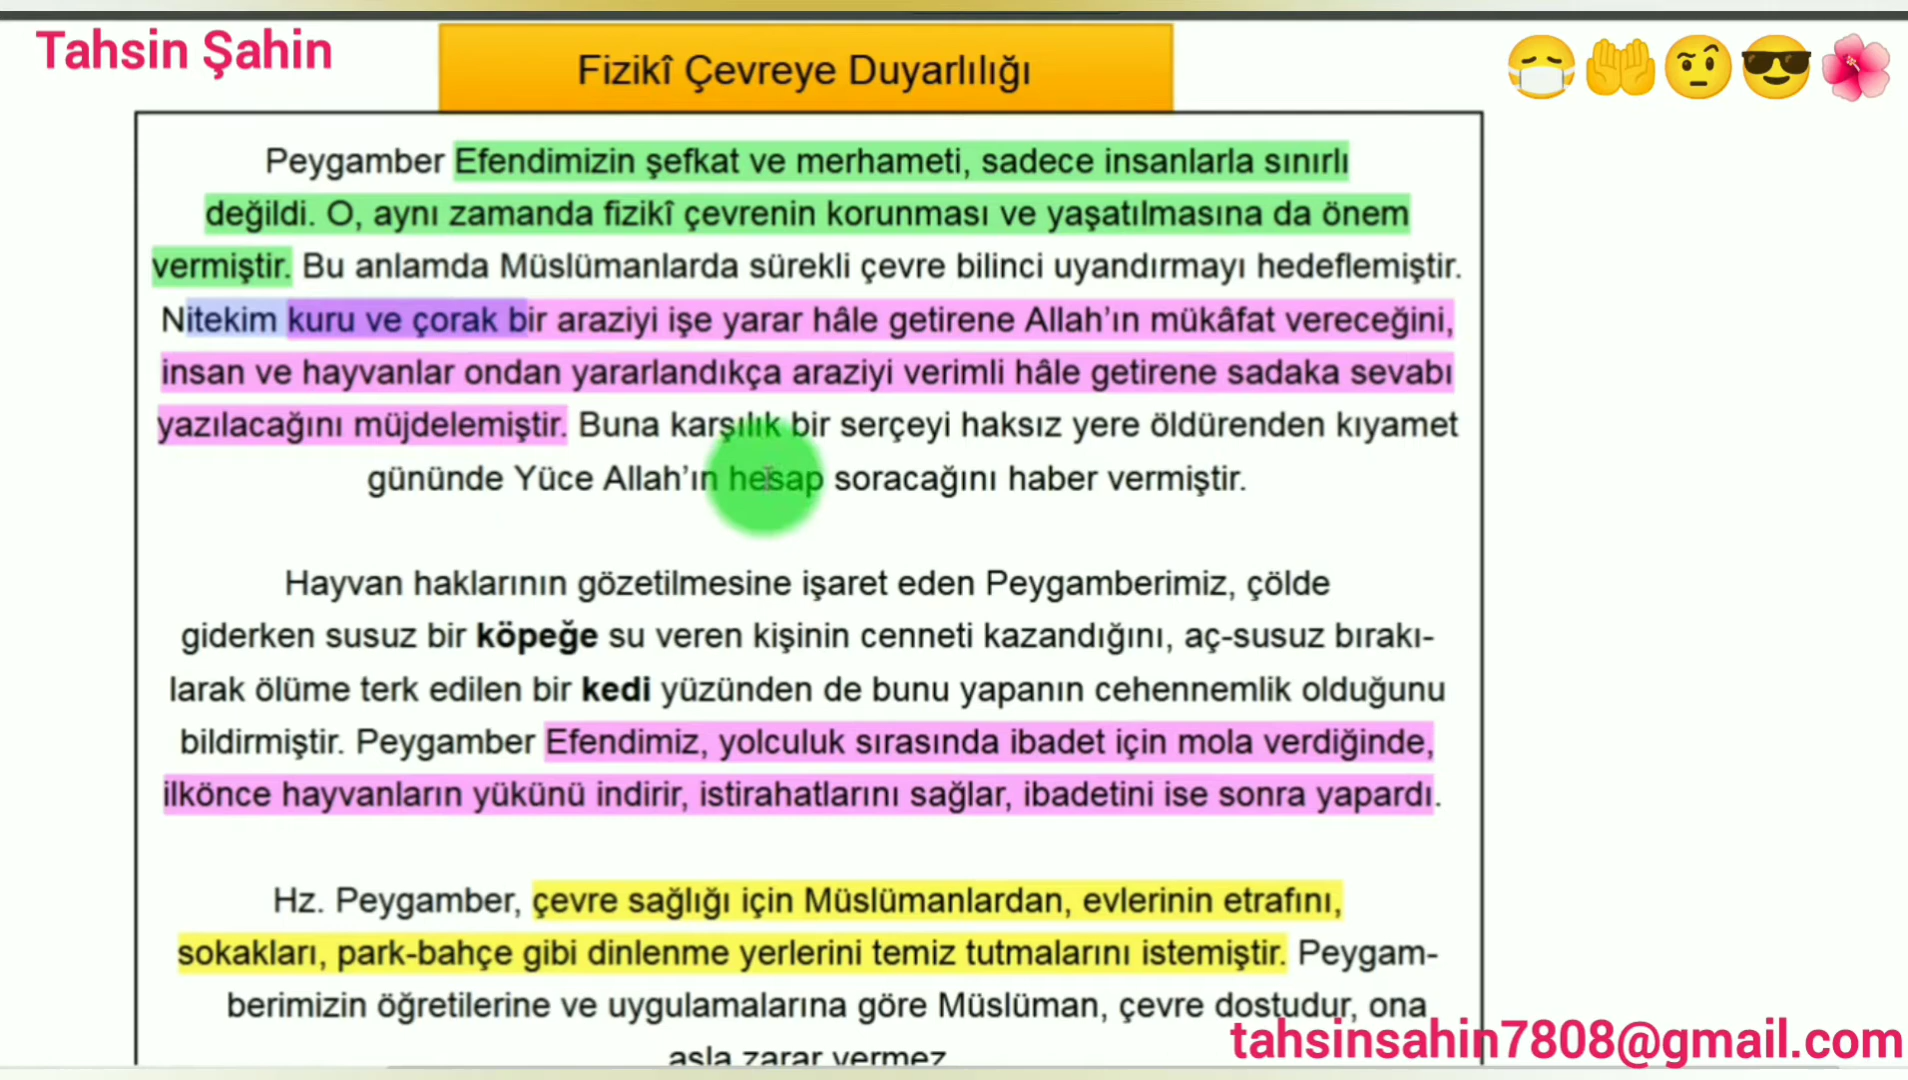 Tahsin Şahin
Fizikî Çevreye Duyarlılığı
Peygamber Efendimizin şefkat ve merhameti, sadece insanlarla sınırlı
değildi. O, aynı zamanda fizikî çevrenin korunması ve yaşatılmasına da önem
vermiştir. Bu anlamda Müslümanlarda sürekli çevre bilinci uyandırmayı hedeflemiştir.
Nitekim kuru ve çorak bir araziyi işe yarar hâle getirene Allah’ın mükâfat vereceğini,
insan ve hayvanlar ondan yararlandıkça araziyi verimli hâle getirene sadaka sevabı
yazılacağını müjdelemiştir. Buna karşılık bir serçeyi haksız yere öldürenden kıyamet
gününde Yüce Allah’ın hesap soracağını haber vermiştir.
Hayvan haklarının gözetilmesine işaret eden Peygamberimiz, çölde
giderken susuz bir köpeğe su veren kişinin cenneti kazandığını, aç-susuz bırakı-
larak ölüme terk edilen bir kedi yüzünden de bunu yapanın cehennemlik olduğunu
bildirmiştir. Peygamber Efendimiz, yolculuk sırasında ibadet için mola verdiğinde,
ilkönce hayvanların yükünü indirir, istirahatlarını sağlar, ibadetini ise sonra yapardı.
Hz. Peygamber, çevre sağlığı için Müslümanlardan, evlerinin etrafını,
sokakları, park-bahçe gibi dinlenme yerlerini temiz tutmalarını istemiştir. Peygam-
berimizin öğretilerine ve uygulamalarına göre Müslüman, çevre dostudur, ona
asla zarar vermez
tahsinsahin7808@gmail.com